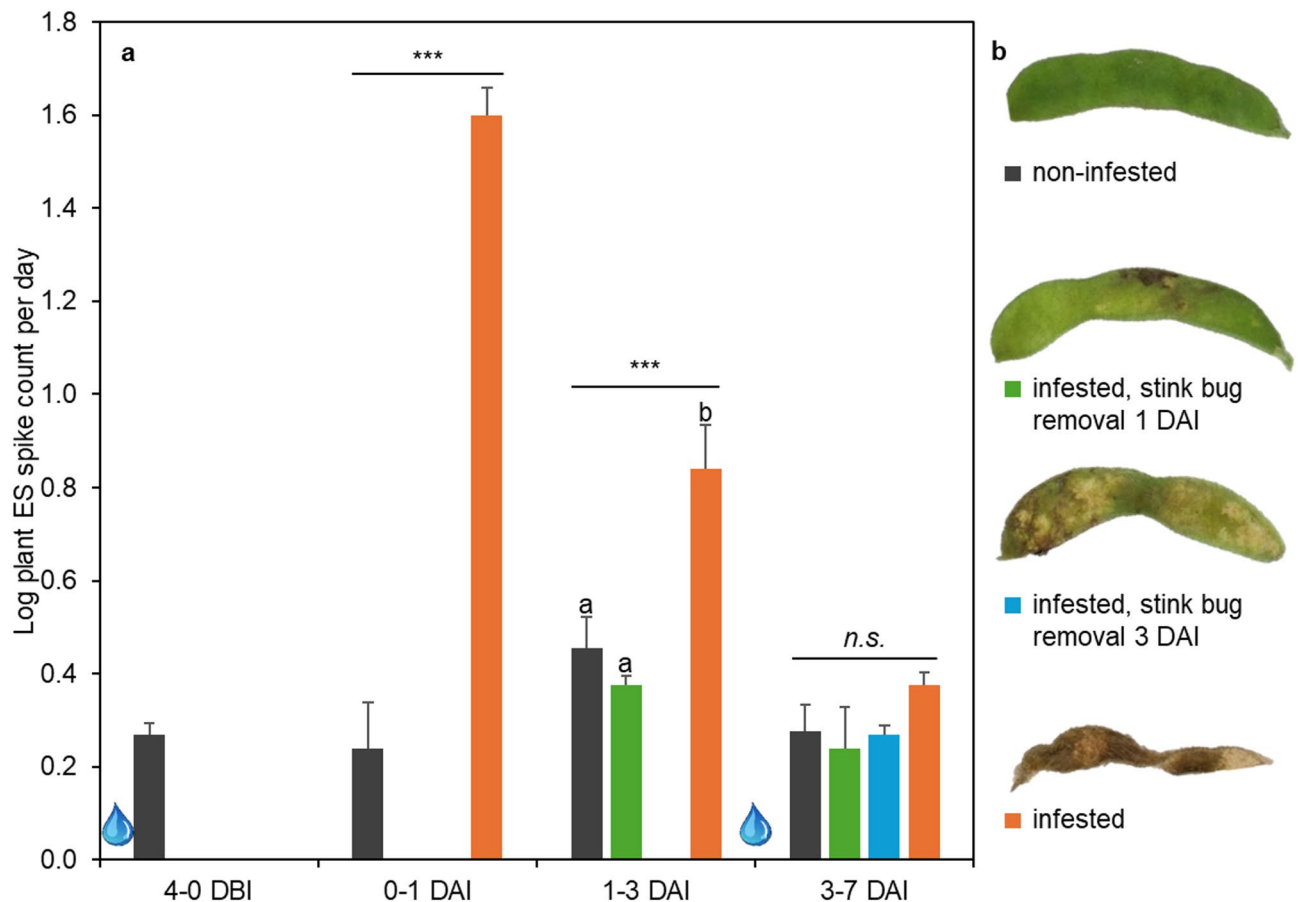 a
Log plant ES spike count per day
1.8
1.6
1.4
1.2
1.0
0.8
0.6
0.4
0.2
0.0
***
***
a
a
b
n.s.
4-0 DBI
0-1 DAI
1-3 DAI
3-7 DAI
b
non-infested
infested, stink bug
removal 1 DAI
infested, stink bug
removal 3 DAI
infested